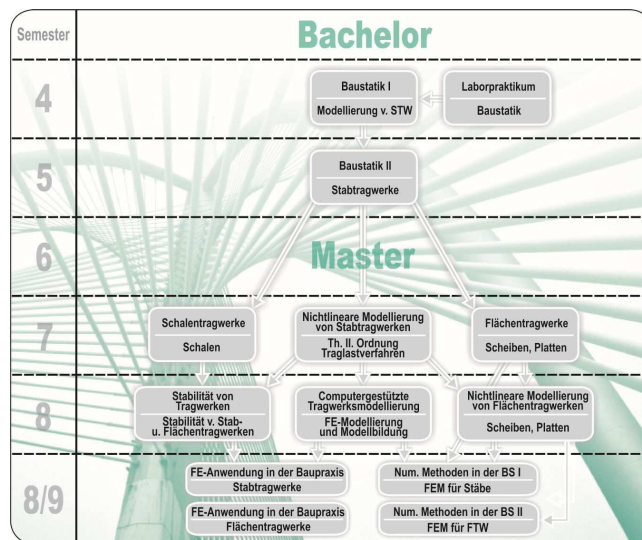 Semester
Bachelor
4
Baustatik I
Modellierung v. STW
Laborpraktikum
Baustatik
5
Baustatik II
Stabtragwerke
6
Master
7
Schalentragwerke
Schalen
Nichtlineare Modellierung
von Stabtragwerken
Th. II. Ordnung
Traglastverfahren
Flächentragwerke
Scheiben, Platten
8
Stabilität von
Tragwerken
Stabilität v. Stab-
u. Flächentragwerken
Computergestützte
Tragwerksmodellierung
FE-Modellierung
und Modellbildung
Nichtlineare Modellierung
von Flächentragwerken
Scheiben, Platten
8/9
FE-Anwendung in der Baupraxis
Stabtragwerke
Num. Methoden in der BS I
FEM für Stäbe
FE-Anwendung in der Baupraxis
Flächentragwerke
Num. Methoden in der BS II
FEM für FTW